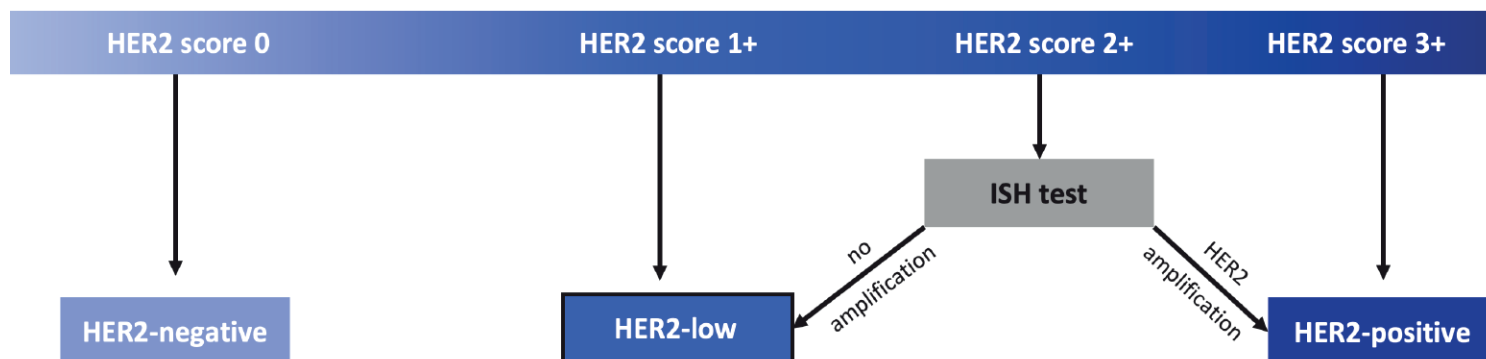 HER2 score 0
HER2 score 1+
HER2 score 2+
HER2 score 3+
ISH test
no
amplification
HER2
amplification
HER2-negative
HER2-low
HER2-positive